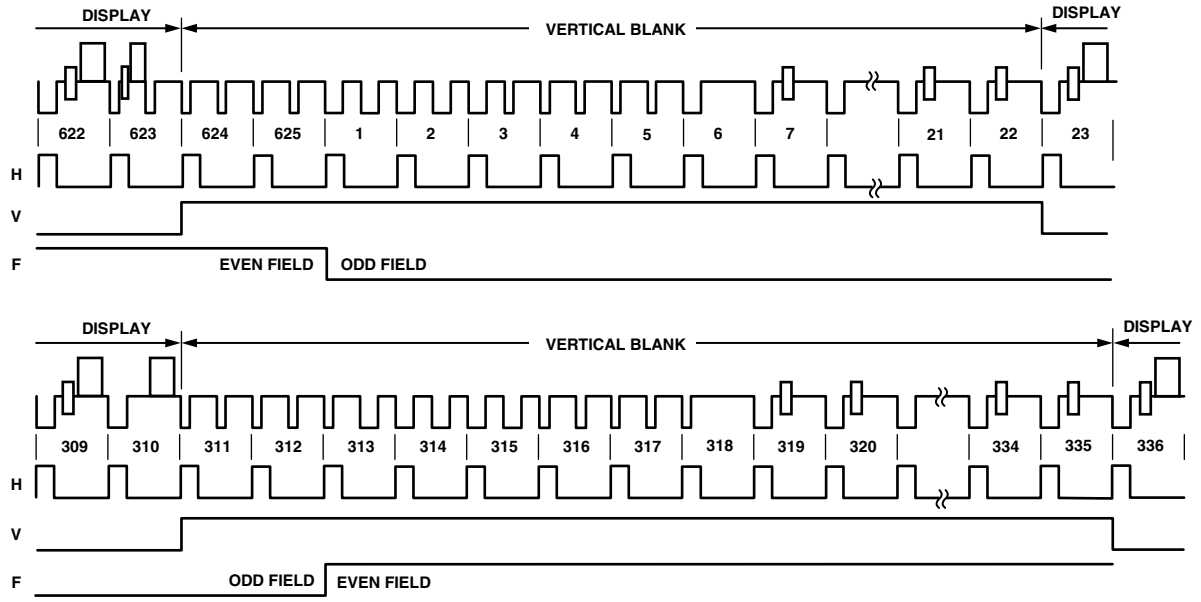 DISPLAY VERTICAL BLANK DISPLAY
622 623 624 625 1 2 3 4 5 6 7 21 22 23
H
V
F EVEN FIELD ODD FIELD
DISPLAY VERTICAL BLANK DISPLAY
309 310 311 312 313 314 315 316 317 318 319 320 334 335 336
H
V
F ODD FIELD EVEN FIELD